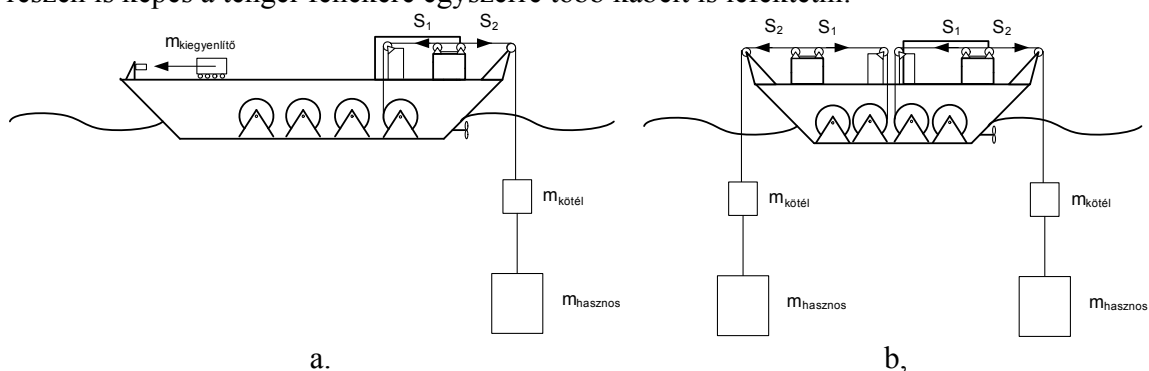 részen is képes a tenger fenekére egyszerre több kábelt is lefektetni.
S1 S2
mkiegyenlítő
mkötél
mhasznos
a.
S2 S1 S1 S2
mkötél mkötél
mhasznos mhasznos
b,